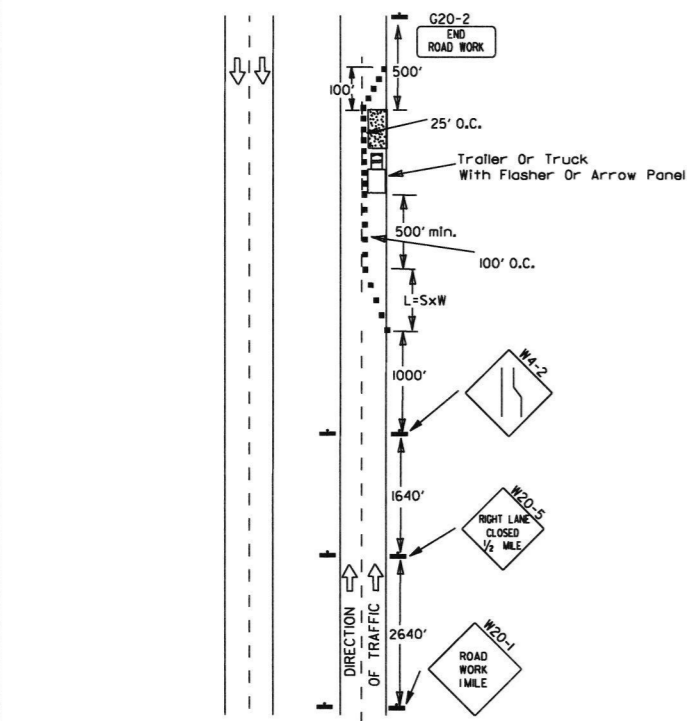 G20-2
END
ROAD WORK
500'
100'
25' O.C.
Trailer Or Truck
With Flasher Or Arrow Panel
500' min.
100' O.C.
L=SxW
1000'
W4-2
1640'
W20-5
RIGHT LANE
CLOSED
1/2 MILE
DIRECTION
OF TRAFFIC
2640'
W20-1
ROAD
WORK
1 MILE